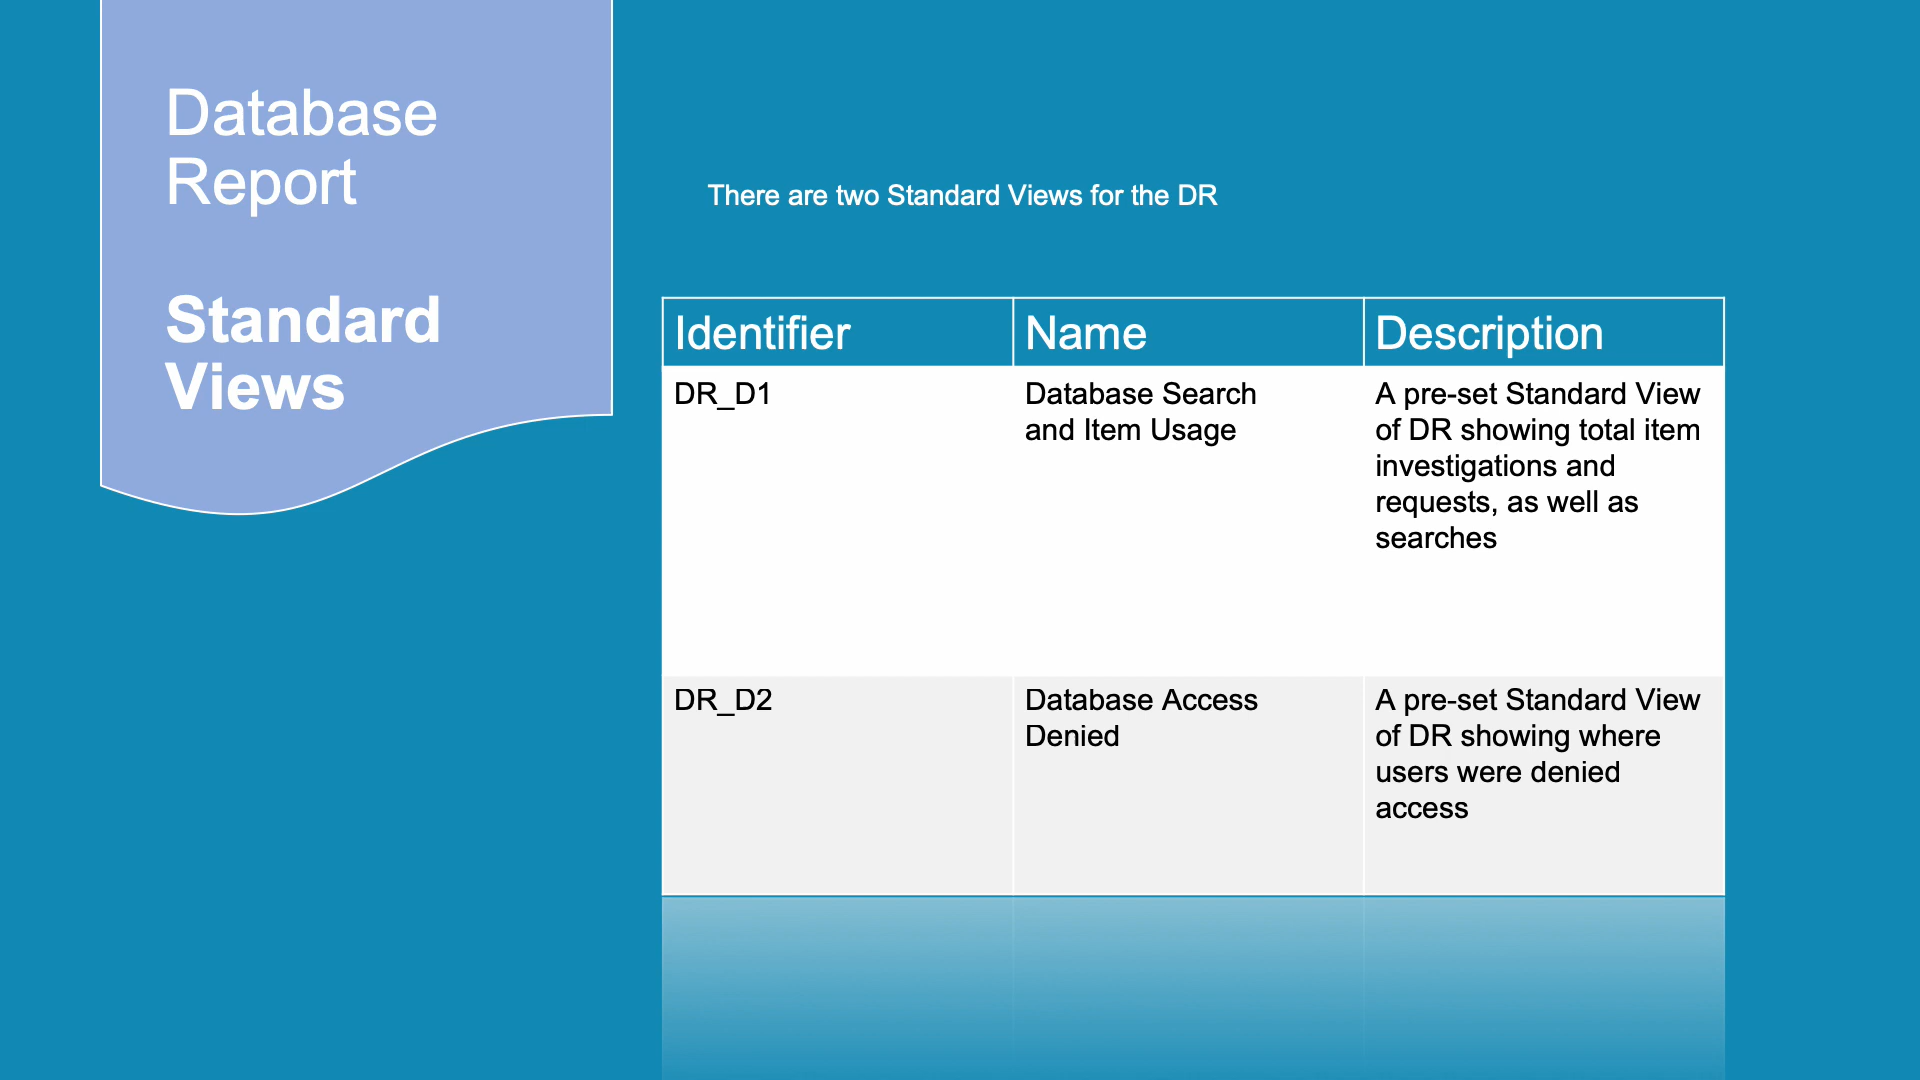 Database
Report
Standard
Views
There are two Standard Views for the DR
Identifier
Name
Description
DR_D1
Database Search
and Item Usage
A pre-set Standard View
of DR showing total item
investigations and
requests, as well as
searches
DR_D2
Database Access
Denied
A pre-set Standard View
of DR showing where
users were denied
access